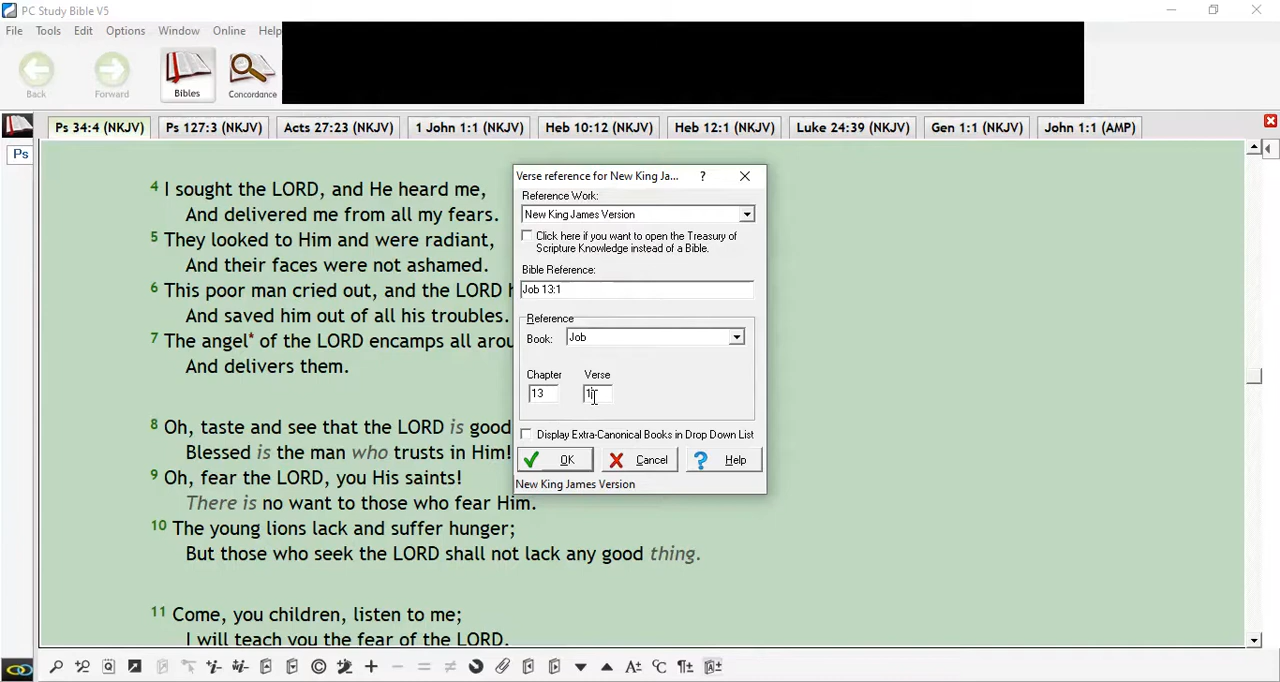 PC Study Bible V5
File Tools Edit Options Window Online Help
Back Forward Bibles Concordance
Ps 34:4 (NKJV) Ps 127:3 (NKJV) Acts 27:23 (NKJV) 1 John 1:1 (NKJV) Heb 10:12 (NKJV) Heb 12:1 (NKJV) Luke 24:39 (NKJV) Gen 1:1 (NKJV) John 1:1 (AMP)
Ps
4 I sought the LORD, and He heard me,
And delivered me from all my fears.
5 They looked to Him and were radiant,
And their faces were not ashamed.
6 This poor man cried out, and the LORD
And saved him out of all his troubles.
7 The angel* of the LORD encamps all
And delivers them.
8 Oh, taste and see that the LORD is good
Blessed is the man who trusts in Him!
9 Oh, fear the LORD, you His saints!
There is no want to those who fear Him.
10 The young lions lack and suffer hunger;
But those who seek the LORD shall not lack any good thing.
11 Come, you children, listen to me;
I will teach you the fear of the LORD.
Verse reference for New King Ja...
Reference Work:
New King James Version
Click here if you want to open the Treasury of
Scripture Knowledge instead of a Bible.
Bible Reference:
Job 13:1
Reference
Book: Job
Chapter Verse
13 1
Display Extra-Canonical Books in Drop Down List
OK Cancel Help
New King James Version